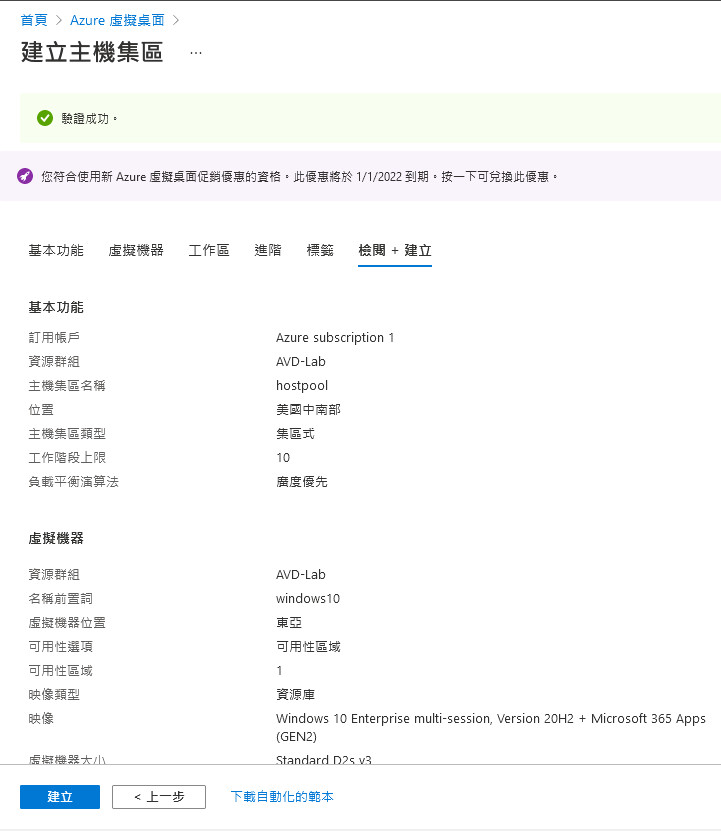 首頁 > Azure 虛擬桌面 >
建立主機集區 ...
驗證成功。
您符合使用新 Azure 虛擬桌面促銷優惠的資格。此優惠將於 1/1/2022 到期。按一下可兌換此優惠。
基本功能 虛擬機器 工作區 進階 標籤 檢閱 + 建立
基本功能
訂用帳戶 Azure subscription 1
資源群組 AVD-Lab
主機集區名稱 hostpool
位置 美國中南部
主機集區類型 集區式
工作階段上限 10
負載平衡演算法 廣度優先
虛擬機器
資源群組 AVD-Lab
名稱前置詞 windows10
虛擬機器位置 東亞
可用性選項 可用性區域
可用性區域 1
映像類型 資源庫
映像 Windows 10 Enterprise multi-session, Version 20H2 + Microsoft 365 Apps
(GEN2)
虛擬機器大小 Standard D2s v3
建立 < 上一步 下載自動化的範本